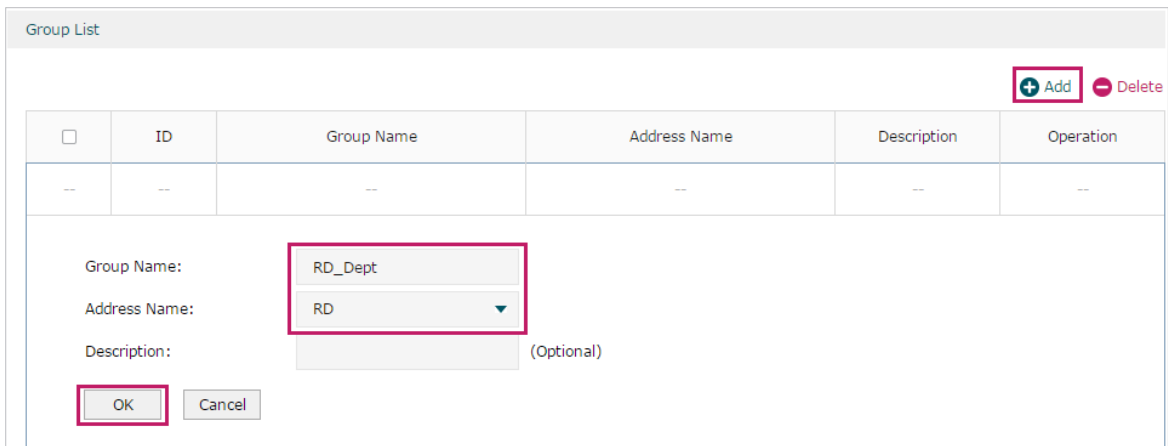 Group List
Add Delete
ID Group Name Address Name Description Operation
-- -- -- -- -- --
Group Name: RD_Dept
Address Name: RD
Description: (Optional)
OK Cancel